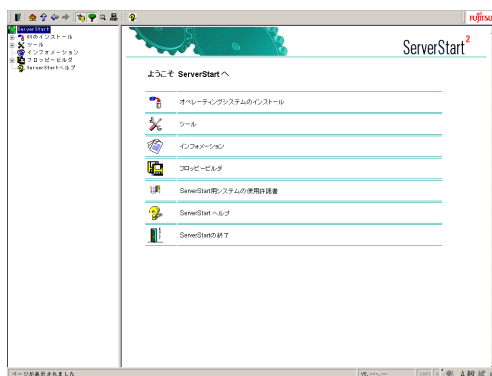 FUJITSU
ServerStart
OSのインストール
ツール
インフォメーション
フロッピービルダ
ServerStartヘルプ
ServerStart2
ようこそ ServerStart へ
オペレーティングシステムのインストール
ツール
インフォメーション
フロッピービルダ
ServerStart用システムの使用許諾書
ServerStart ヘルプ
ServerStartの終了
ページが表示されました